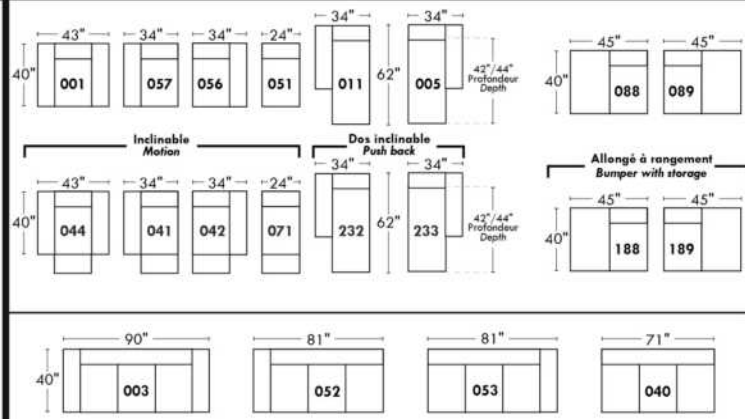 43" 34" 34" 24" 34" 34" 45" 45"
40" 001 057 056 051 011 62" 005 42"/44" Profondeur Depth 40" 088 089
Inclinable
Motion
Dos inclinable
Push back
Allongé à rangement
Bumper with storage
43" 34" 34" 24" 34" 34" 45" 45"
40" 044 041 042 071 232 62" 233 42"/44" Profondeur Depth 40" 188 189
90" 81" 81" 71"
40" 003 052 053 040